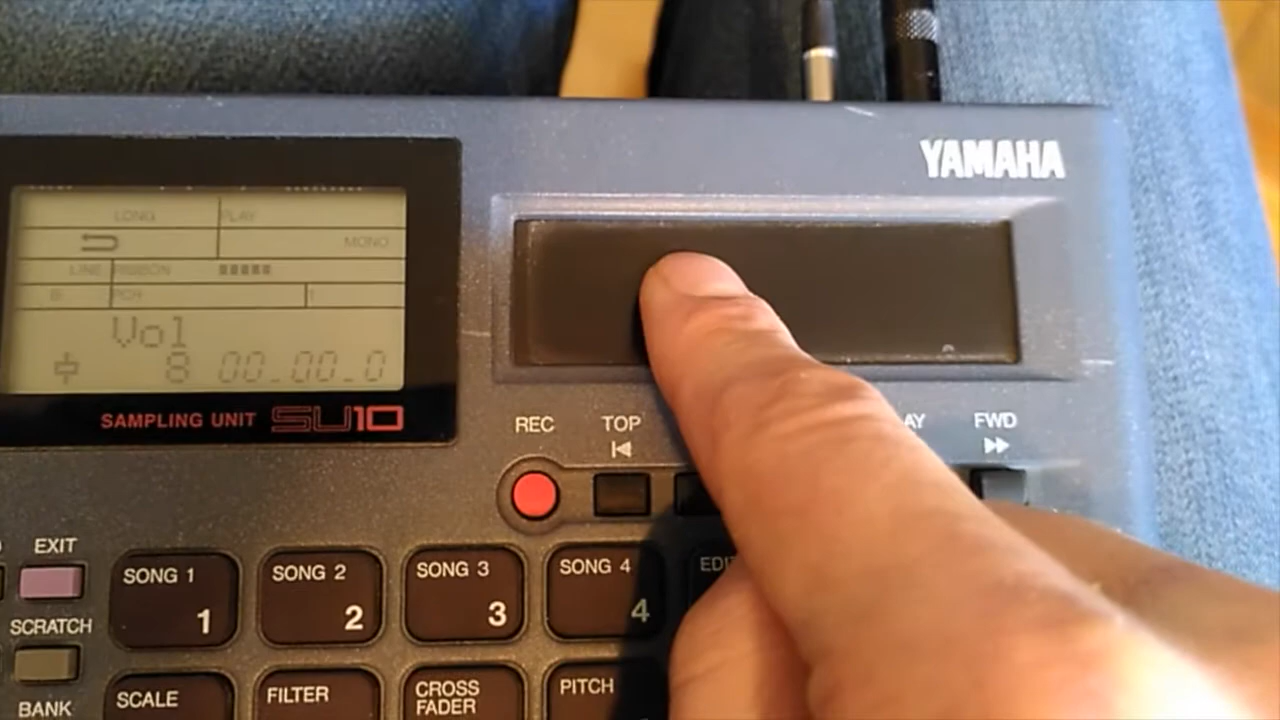 YAMAHA
LONG PLAY
MONO
LINE RIBBON
PCH
Vol
8 00.00.0
SAMPLING UNIT SU10
REC TOP FWD
EXIT
SONG 1 SONG 2 SONG 3 SONG 4
1 2 3 4
SCRATCH
SCALE FILTER CROSS FADER PITCH
BANK